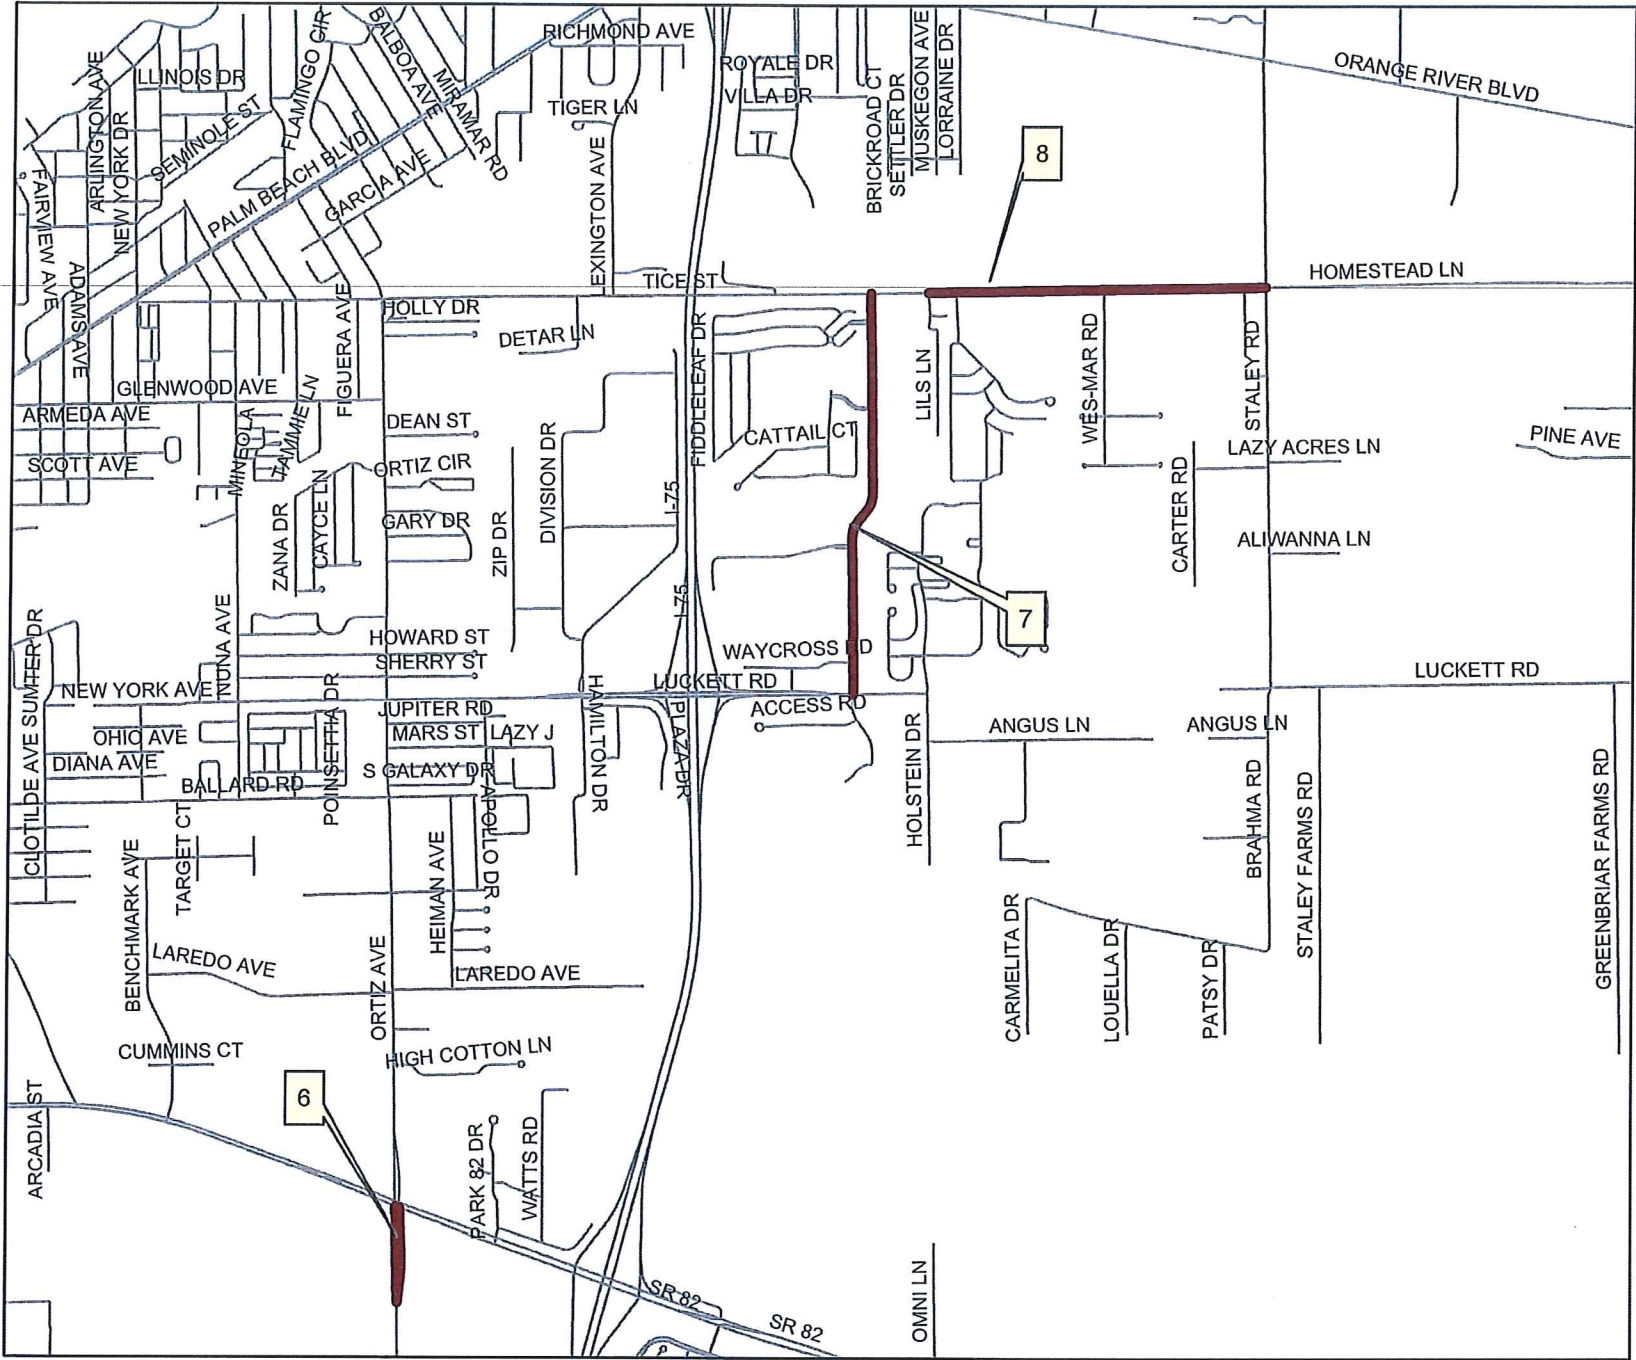 RICHMOND AVE
BALBOA AVE
FLAMINGO CIR
ROYALE DR
ORANGE RIVER BLVD
ILLINOIS DR
ARLINGTON AVE
NEW YORK DR
SEMINOLE ST
MIRAMAR RD
TIGER LN
VILLA DR
BRICKROAD CT
SETTLER DR
MUSKEGON AVE
LORRAINE DR
8
FAIRVIEW AVE
PALM BEACH BLVD
GARCIA AVE
LEXINGTON AVE
ADAMS AVE
TICE ST
HOMESTEAD LN
FIGUERA AVE
HOLLY DR
DETAR LN
FIDDLELEAF DR
LILS LN
WES-MAR RD
STALEY RD
GLENWOOD AVE
ARMEDA AVE
MINEOLA
TAMMIE LN
DEAN ST
CATTAIL CT
LAZY ACRES LN
PINE AVE
SCOTT AVE
ORTIZ CIR
DIVISION DR
I-75
CARTER RD
ZANA DR
CAYCE LN
GARY DR
ZIP DR
ALIWANNA LN
I-75
7
CLOTILDE AVE
SUMTER DR
NUNA AVE
HOWARD ST
SHERRY ST
WAYCROSS RD
LUCKETT RD
LUCKETT RD
NEW YORK AVE
POINSETTIA DR
JUPITER RD
HAMILTON DR
PLAZA DR
ACCESS RD
OHIO AVE
MARS ST
LAZY J
HOLSTEIN DR
ANGUS LN
ANGUS LN
DIANA AVE
S GALAXY DR
BALLARD RD
APOLLO DR
BRAHMA RD
STALEY FARMS RD
GREENBRIAR FARMS RD
TARGET CT
BENCHMARK AVE
HEIMAN AVE
CARMELITA DR
LOUELLA DR
PATSY DR
LAREDO AVE
ORTIZ AVE
LAREDO AVE
CUMMINS CT
HIGH COTTON LN
6
ARCADIA ST
PARK 82 DR
WATTS RD
OMNI LN
SR 82
SR 82